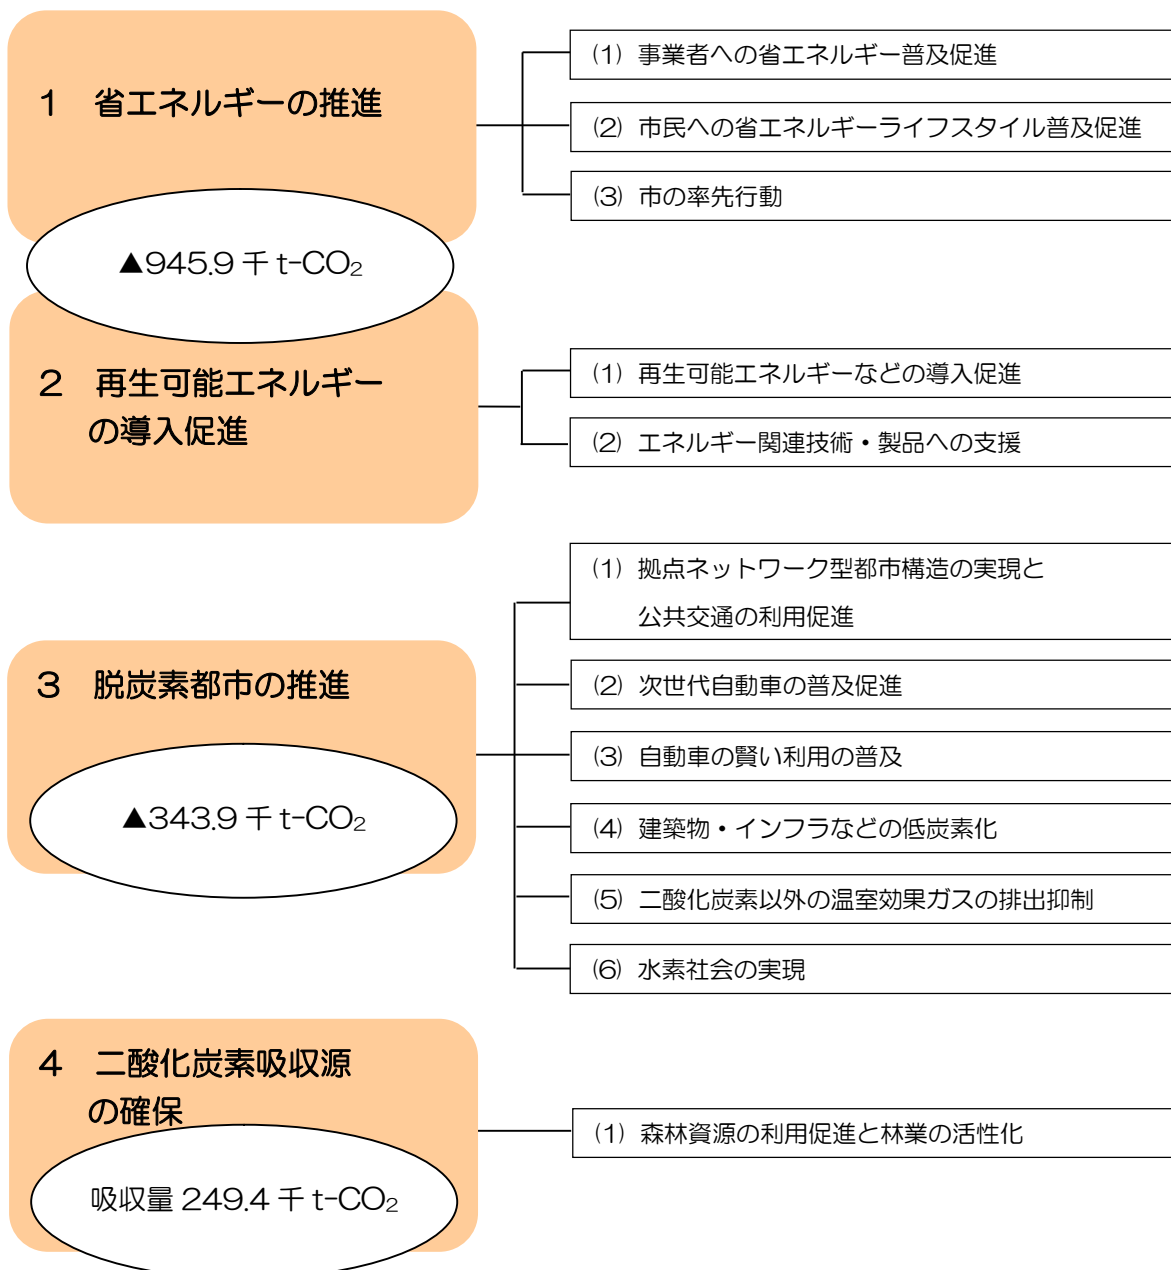 1 省エネルギーの推進
(1) 事業者への省エネルギー普及促進
(2) 市民への省エネルギーライフスタイル普及促進
(3) 市の率先行動
▲945.9 千 t-CO₂
2 再生可能エネルギー
の導入促進
(1) 再生可能エネルギーなどの導入促進
(2) エネルギー関連技術・製品への支援
3 脱炭素都市の推進
▲343.9 千 t-CO₂
(1) 拠点ネットワーク型都市構造の実現と
公共交通の利用促進
(2) 次世代自動車の普及促進
(3) 自動車の賢い利用の普及
(4) 建築物・インフラなどの低炭素化
(5) 二酸化炭素以外の温室効果ガスの排出抑制
(6) 水素社会の実現
4 二酸化炭素吸収源
の確保
吸収量 249.4 千 t-CO₂
(1) 森林資源の利用促進と林業の活性化